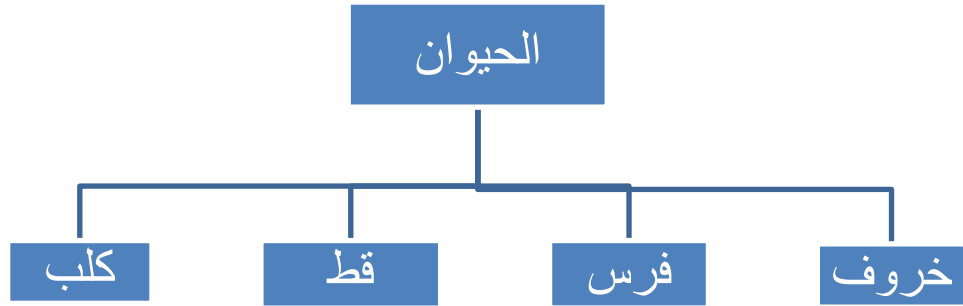 الحيوان
خروف
فرس
قط
كلب